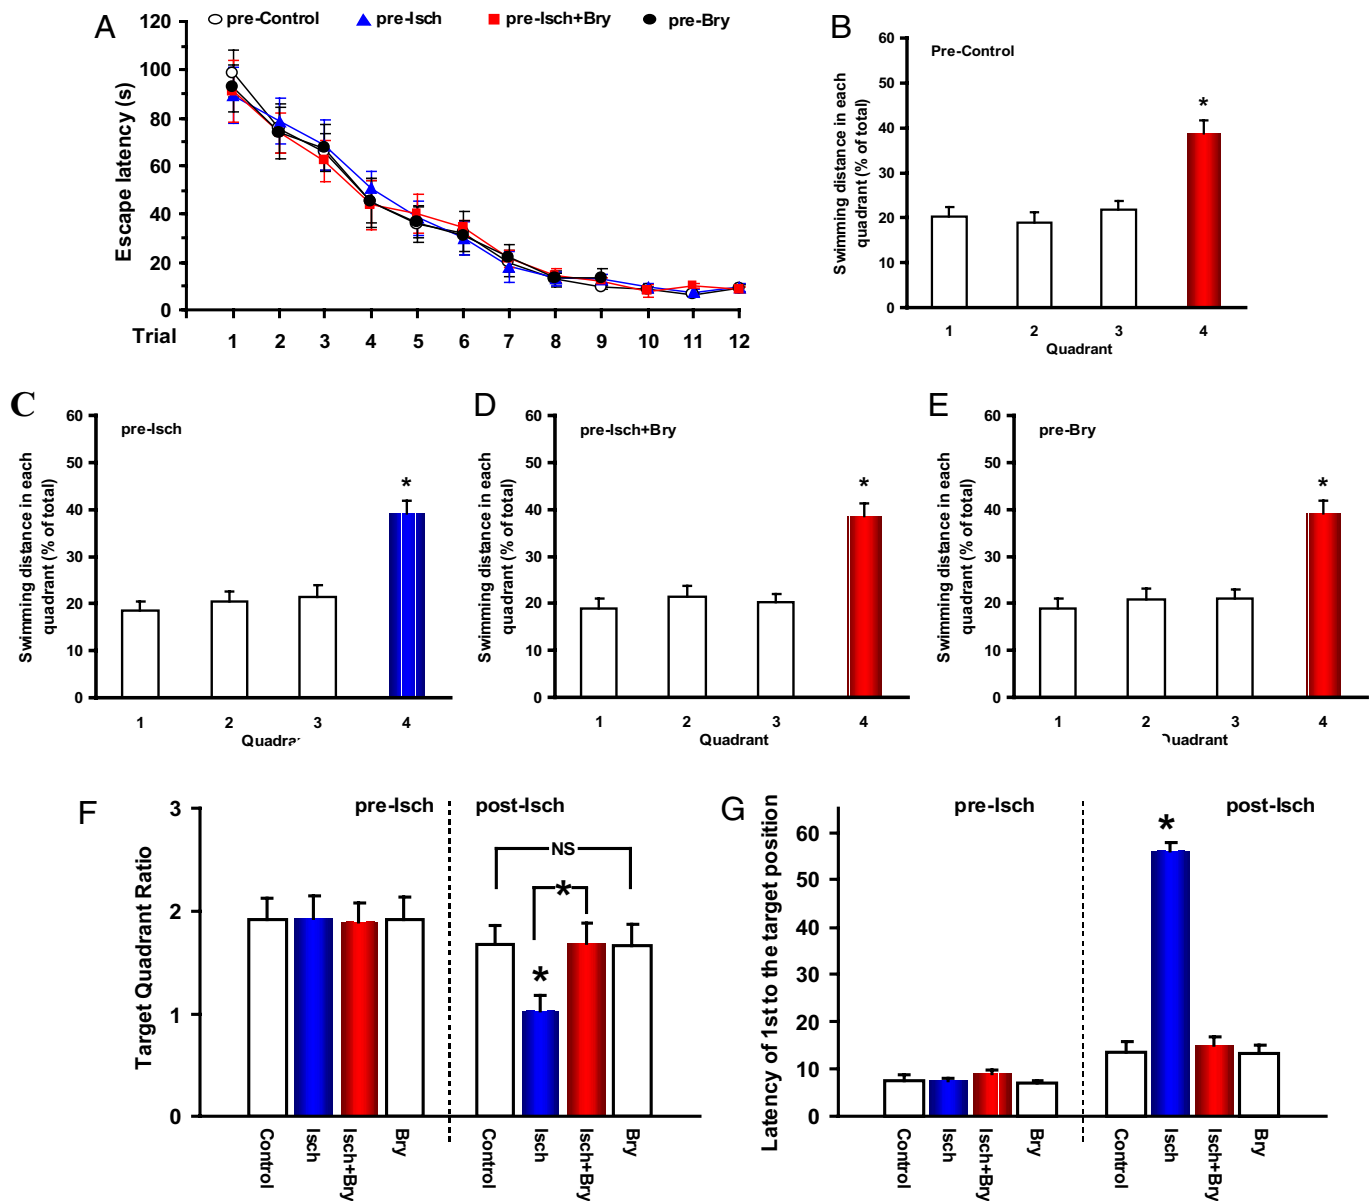 A
pre-Control pre-Isch pre-Isch+Bry pre-Bry
Escape latency (s)
120
100
80
60
40
20
0
Trial 1 2 3 4 5 6 7 8 9 10 11 12
B
Pre-Control
Swimming distance in each
quadrant (% of total)
60
50
40
30
20
10
0
*
1 2 3 4
Quadrant
C
pre-Isch
Swimming distance in each
quadrant (% of total)
60
50
40
30
20
10
0
*
1 2 3 4
D
pre-Isch+Bry
Swimming distance in each
quadrant (% of total)
60
50
40
30
20
10
0
*
1 2 3 4
Quadrant
E
pre-Bry
Swimming distance in each
quadrant (% of total)
60
50
40
30
20
10
0
*
1 2 3 4
F
pre-Isch post-Isch
Target Quadrant Ratio
3
2
1
0
NS
*
*
Control Isch Isch+Bry Bry Control Isch Isch+Bry Bry
G
pre-Isch post-Isch
Latency of 1st to the target position
60
50
40
30
20
10
0
*
Control Isch Isch+Bry Bry Control Isch Isch+Bry Bry